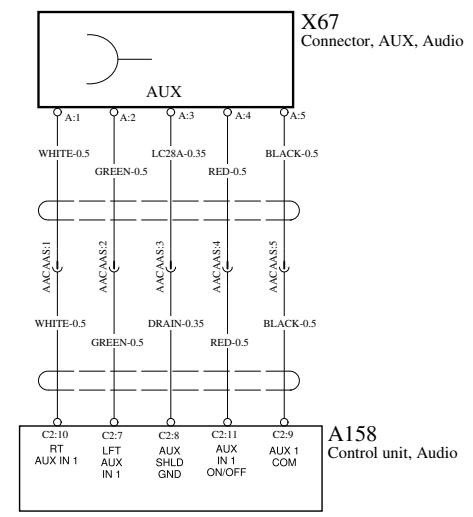 X67
Connector, AUX, Audio
AUX
A:1 A:2 A:3 A:4 A:5
WHITE-0.5 LC28A-0.35 BLACK-0.5
GREEN-0.5 RED-0.5
AACAAS:1 AACAAS:2 AACAAS:3 AACAAS:4 AACAAS:5
WHITE-0.5 DRAIN-0.35 BLACK-0.5
GREEN-0.5 RED-0.5
A158
Control unit, Audio
C2:10 C2:7 C2:8 C2:11 C2:9
RT LFT AUX AUX AUX 1
AUX IN 1 AUX SHLD IN 1 COM
IN 1 GND ON/OFF